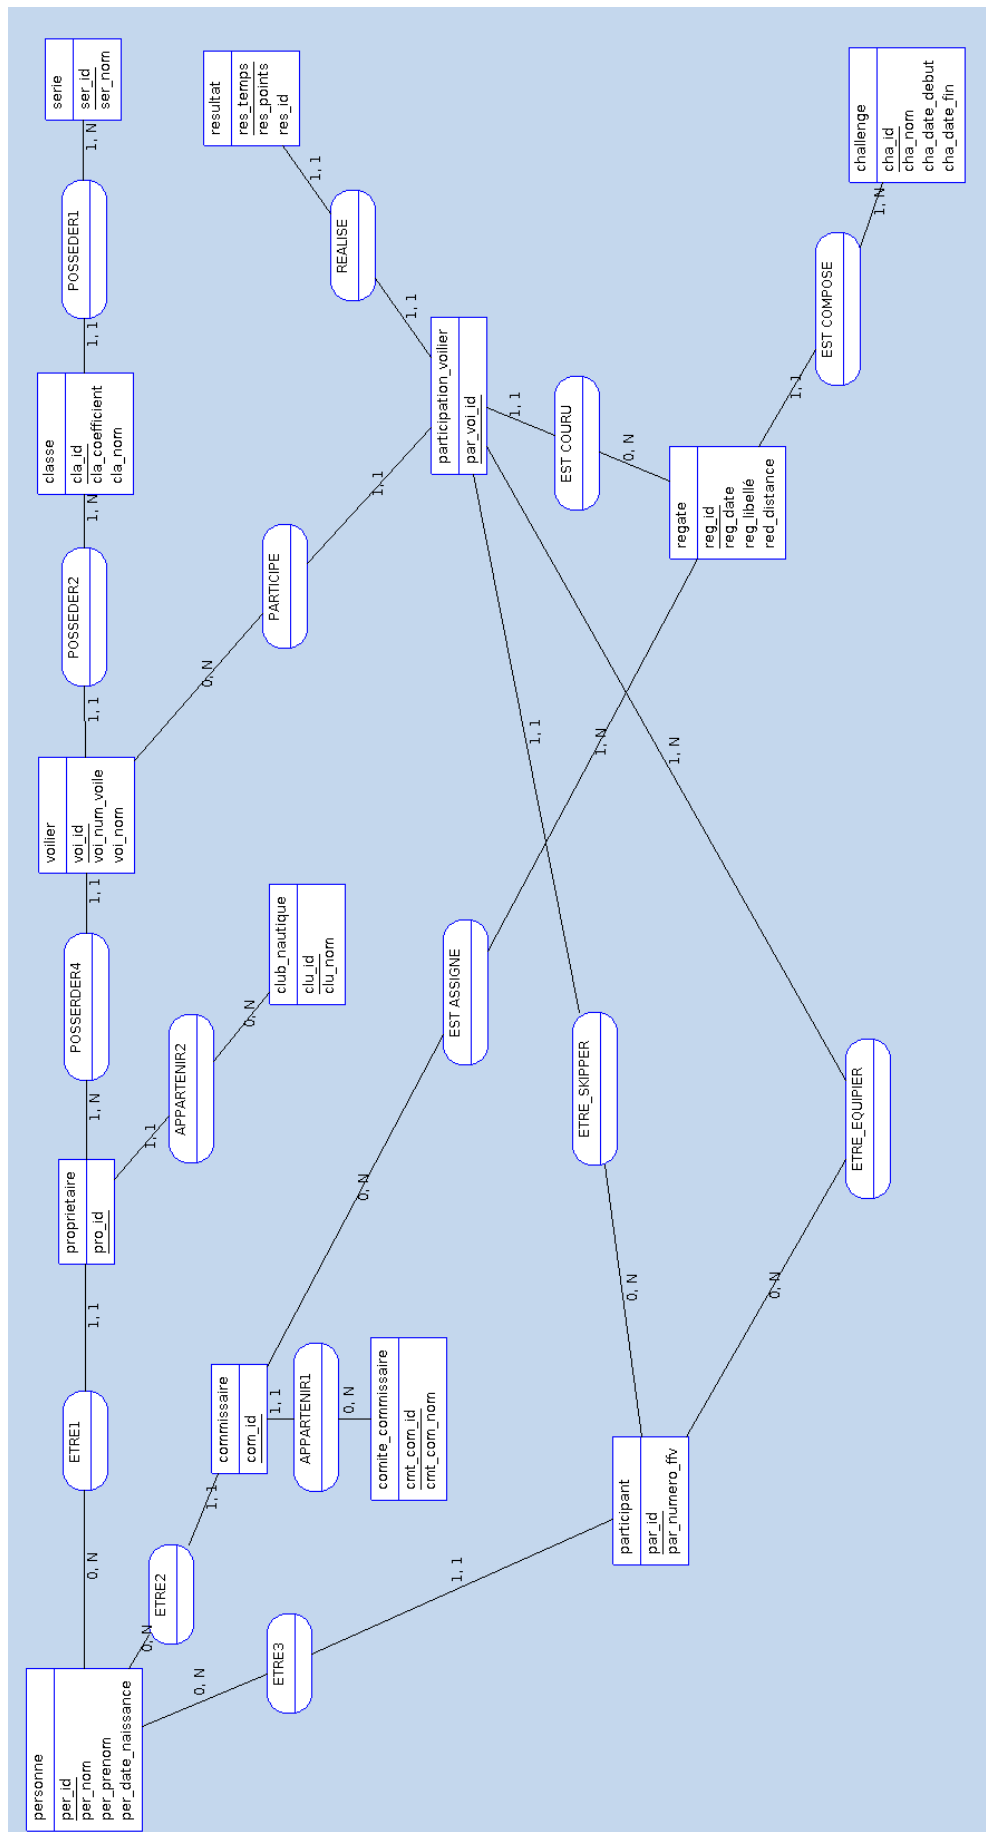 personne
per_id
per_nom
per_prenom
per_date_naissance
0, N
ETRE1
1, 1
proprietaire
pro_id
1, N
POSSERDER4
1, 1
voilier
voi_id
voi_num_voile
voi_nom
1, 1
POSSEDER2
1, N
classe
cla_id
cla_coefficient
cla_nom
1, 1
POSSEDER1
1, N
serie
ser_id
ser_nom
0, N
ETRE2
1, 1
commissaire
com_id
1, 1
APPARTENIR1
0, N
comite_commissaire
cmt_com_id
cmt_com_nom
1, 1
APPARTENIR2
0, N
club_nautique
clu_id
clu_nom
0, N
PARTICIPE
1, 1
participation_voilier
par_voi_id
1, 1
REALISE
1, 1
resultat
res_temps
res_points
res_id
0, N
ETRE3
1, 1
participant
par_id
par_numero_ffv
0, N
EST ASSIGNE
1, N
0, N
ETRE_SKIPPER
1, 1
0, N
ETRE_EQUIPIER
1, N
1, 1
EST COURU
0, N
regate
reg_id
reg_date
reg_libellé
red_distance
1, 1
EST COMPOSE
1, N
challenge
cha_id
cha_nom
cha_date_debut
cha_date_fin